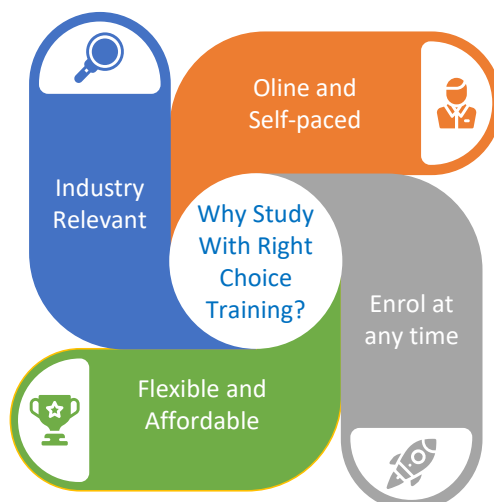 Oline and
Self-paced
Industry
Relevant
Why Study
With Right
Choice
Training?
Enrol at
any time
Flexible and
Affordable